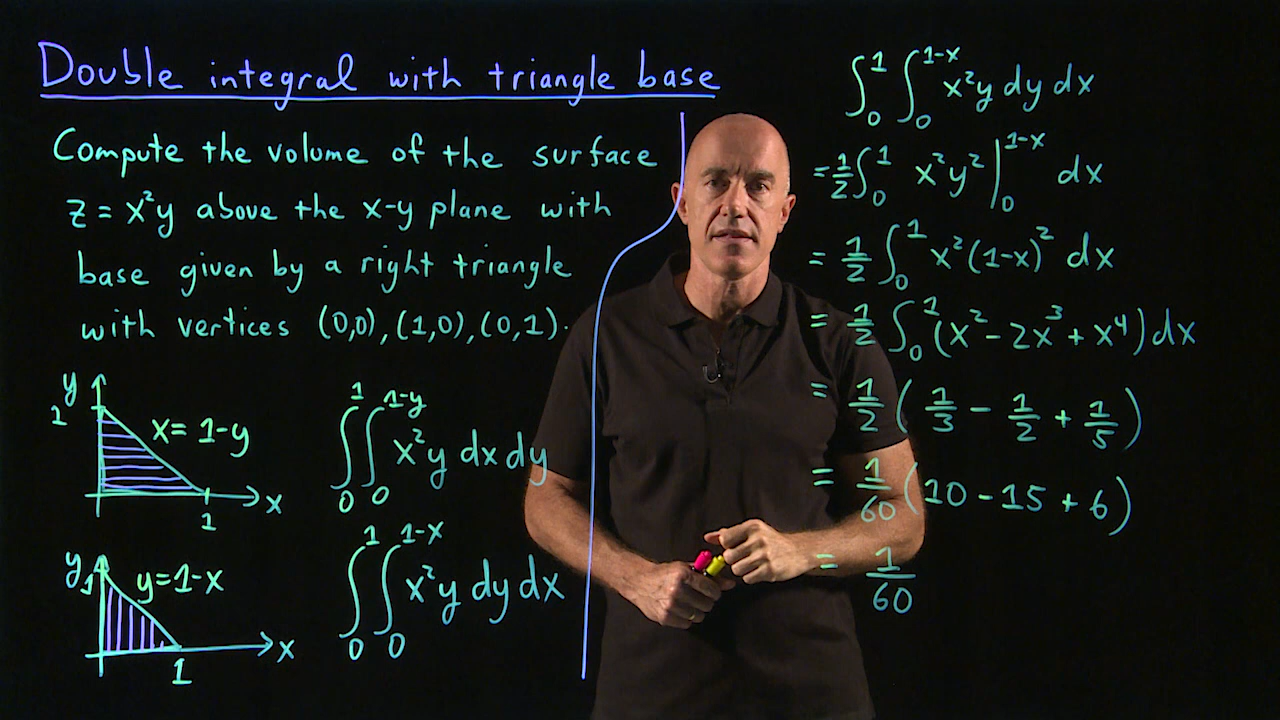 Double integral with triangle base
Compute the volume of the surface
z = x²y above the x-y plane with
base given by a right triangle
with vertices (0,0), (1,0), (0,1).
y
1
x = 1-y
x
1
∫₀¹ ∫₀^{1-y} x²y dx dy
y
1
y = 1-x
x
1
∫₀¹ ∫₀^{1-x} x²y dy dx
∫₀¹ ∫₀^{1-x} x²y dy dx
= 1/2 ∫₀¹ x²y² |₀^{1-x} dx
= 1/2 ∫₀¹ x²(1-x)² dx
= 1/2 ∫₀¹ (x² - 2x³ + x⁴) dx
= 1/2 (1/3 - 1/2 + 1/5)
= 1/60 (10 - 15 + 6)
= 1/60